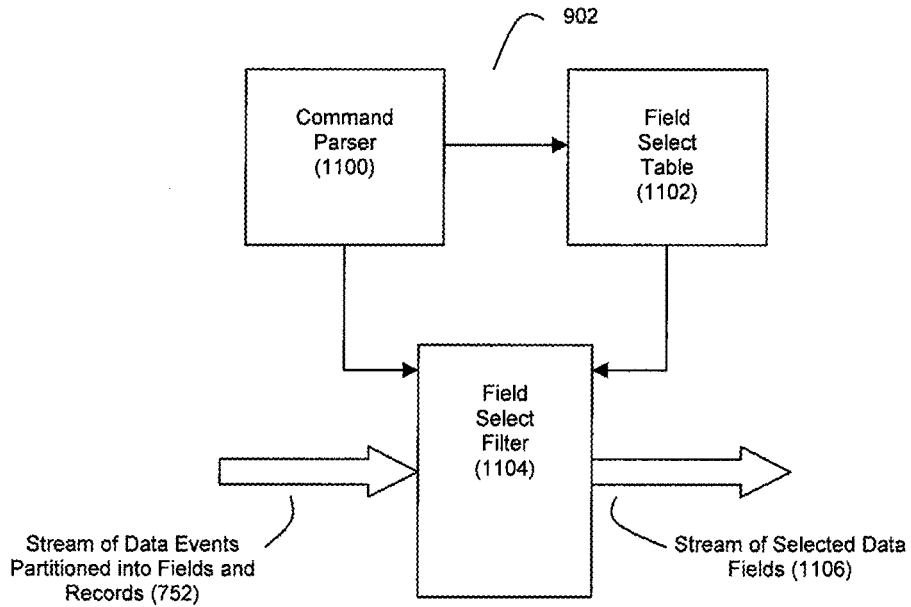 902
Command
Parser
(1100)
Field
Select
Table
(1102)
Field
Select
Filter
(1104)
Stream of Data Events
Partitioned into Fields and
Records (752)
Stream of Selected Data
Fields (1106)